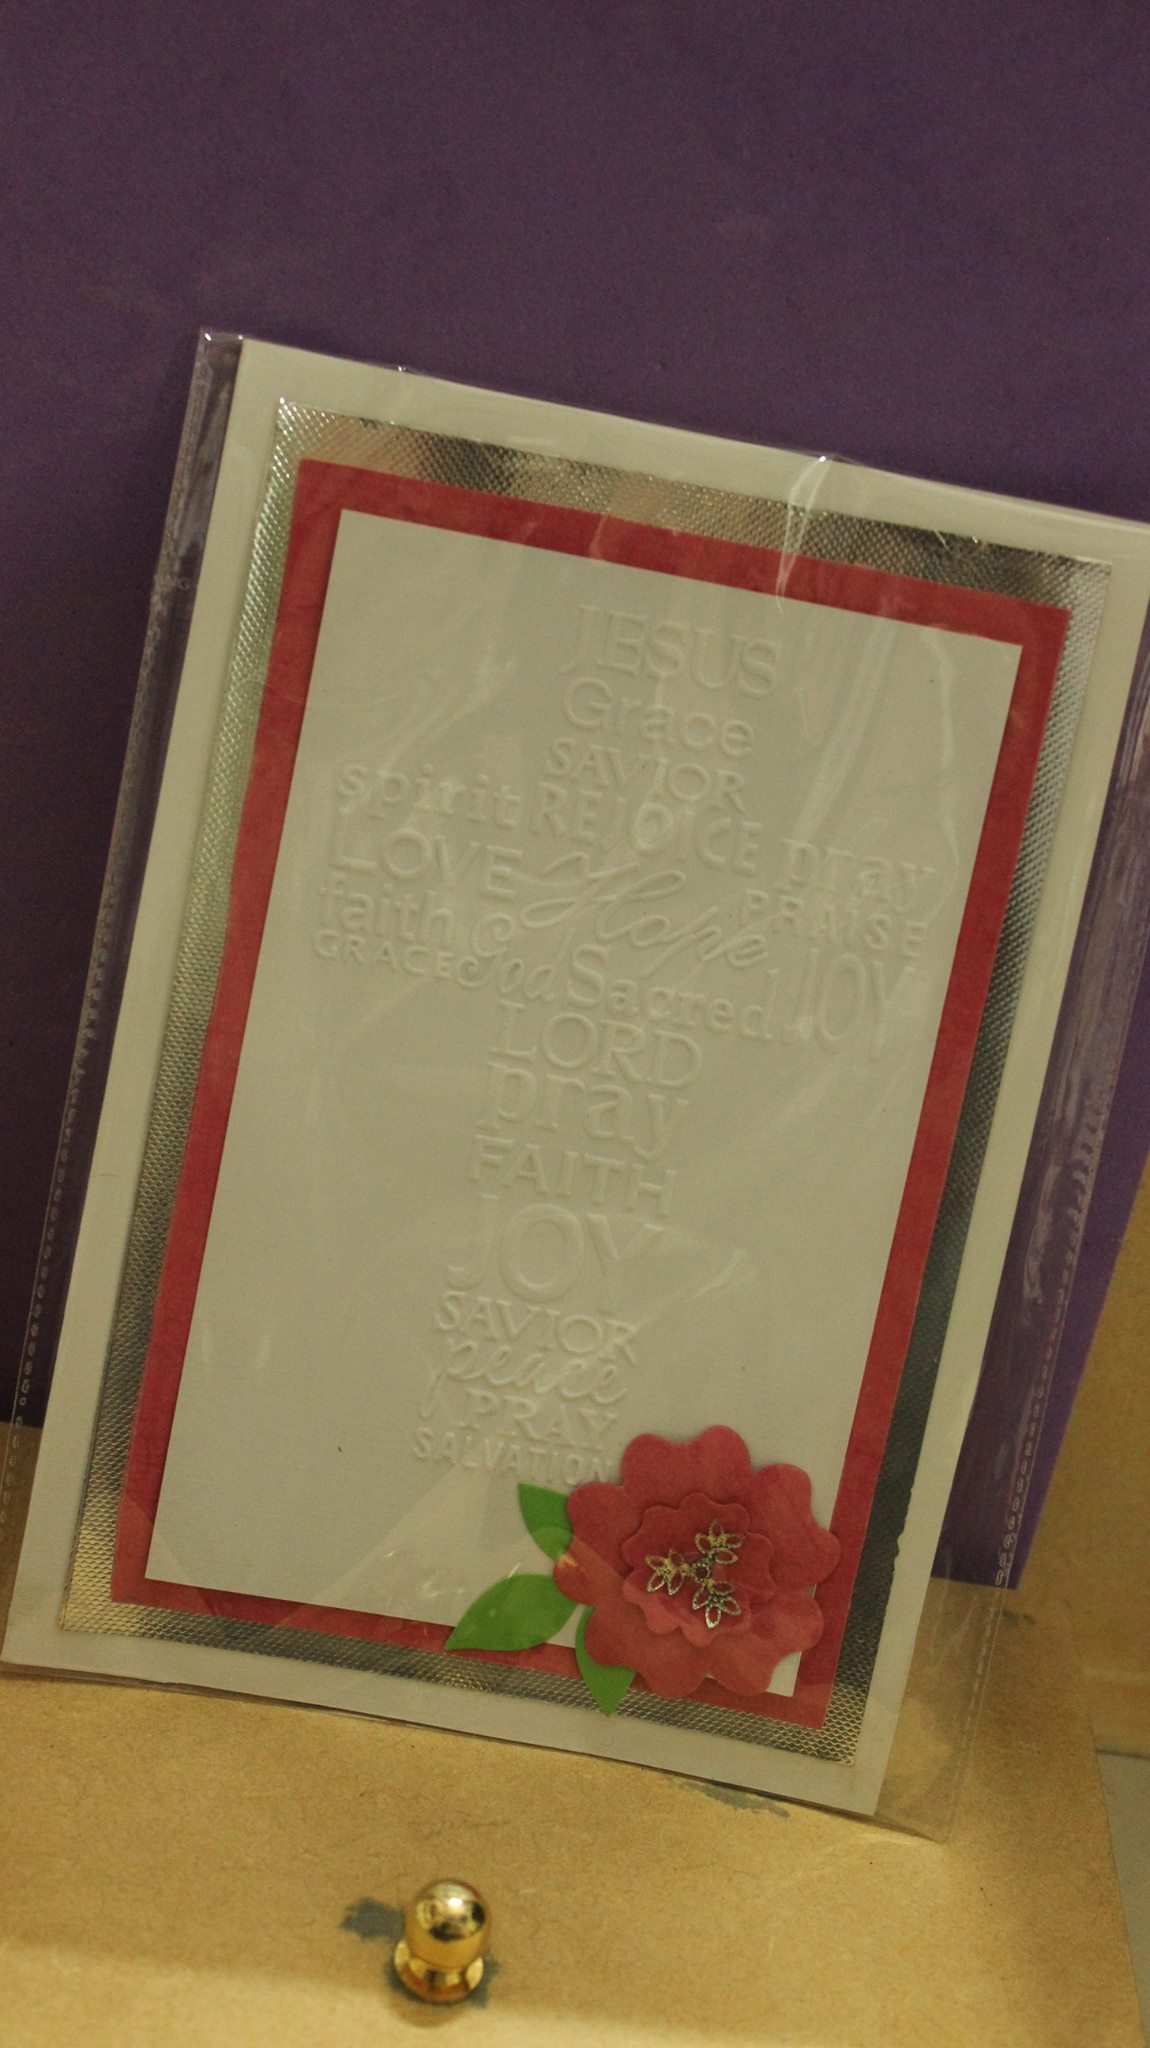 JESUS
Grace
SAVIOR
spirit REJOICE pray
LOVE Hope PRAISE
faith God Sacred JOY
GRACE
LORD
pray
FAITH
JOY
SAVIOR
peace
PRAY
SALVATION